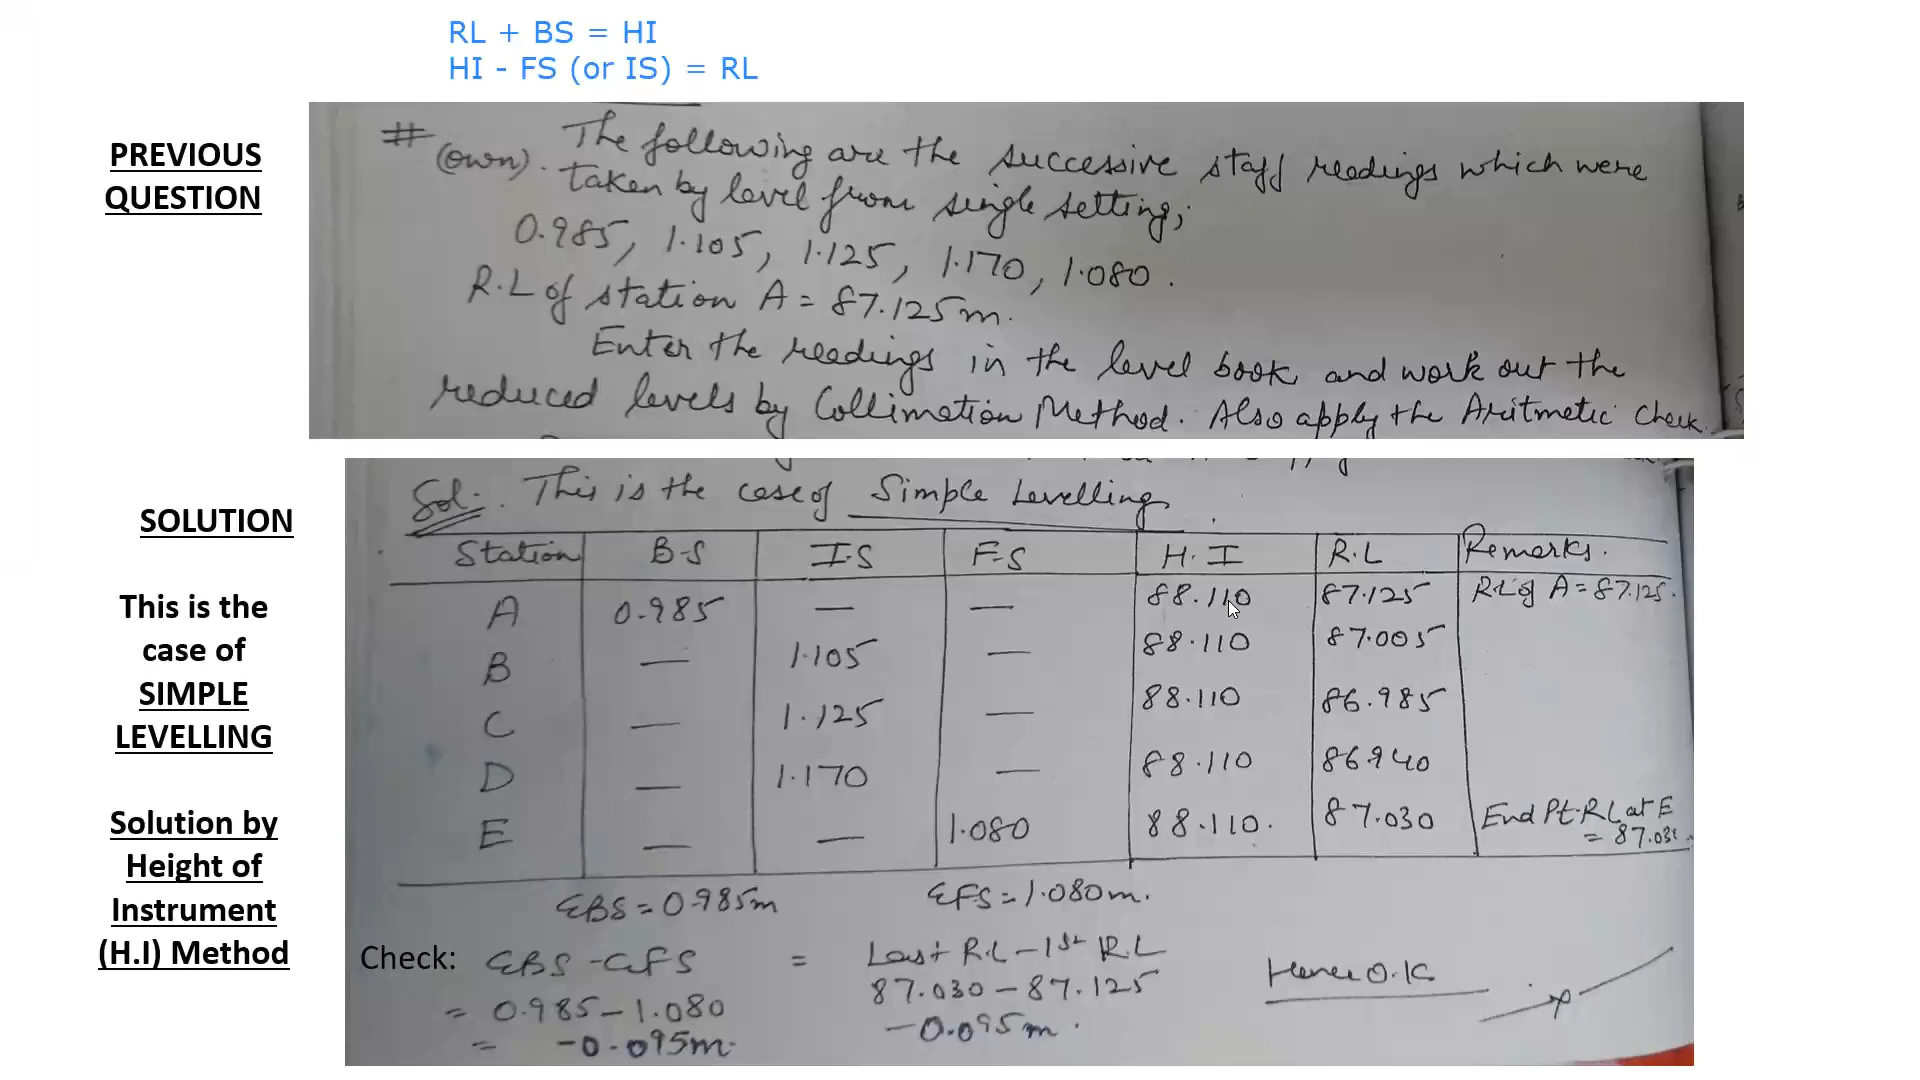 RL + BS = HI
HI - FS (or IS) = RL
PREVIOUS
QUESTION
# (own). The following are the successive staff readings which were
taken by level from single setting;
0.985, 1.105, 1.125, 1.170, 1.080.
R.L of station A = 87.125m.
Enter the readings in the level book and work out the
reduced levels by Collimation Method. Also apply the Aritmetic Check.
SOLUTION
This is the
case of
SIMPLE
LEVELLING
Solution by
Height of
Instrument
(H.I) Method
Sol:. This is the case of Simple Levelling
Station B-S I-S F-S H.I R.L Remarks.
A 0.985 — — 88.110 87.125 RL of A = 87.125.
B — 1.105 — 88.110 87.005
C — 1.125 — 88.110 86.985
D — 1.170 — 88.110 86.940
E — — 1.080 88.110. 87.030 End Pt. RL at E
= 87.03
ΣBS = 0.985m ΣFS = 1.080m.
Check: ΣBS - ΣFS = Last R.L - 1st R.L
= 0.985 - 1.080 87.030 - 87.125
= -0.095m. -0.095m.
Hence O.K